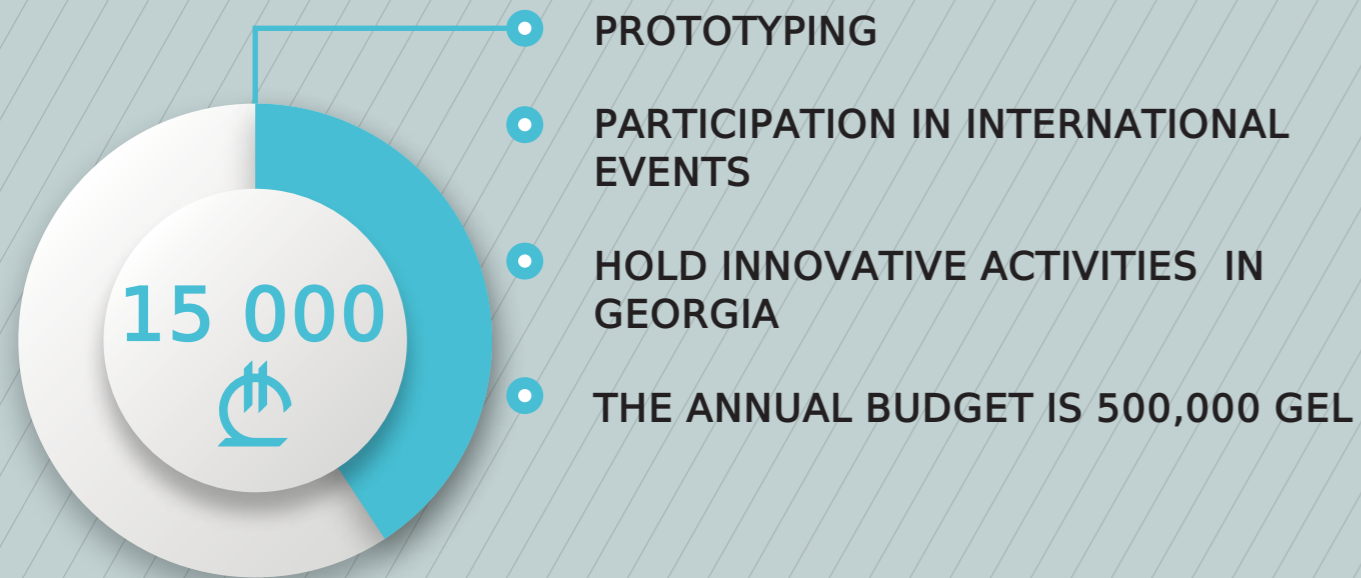 PROTOTYPING
PARTICIPATION IN INTERNATIONAL
EVENTS
HOLD INNOVATIVE ACTIVITIES  IN
GEORGIA
THE ANNUAL BUDGET IS 500,000 GEL
15 000
₾